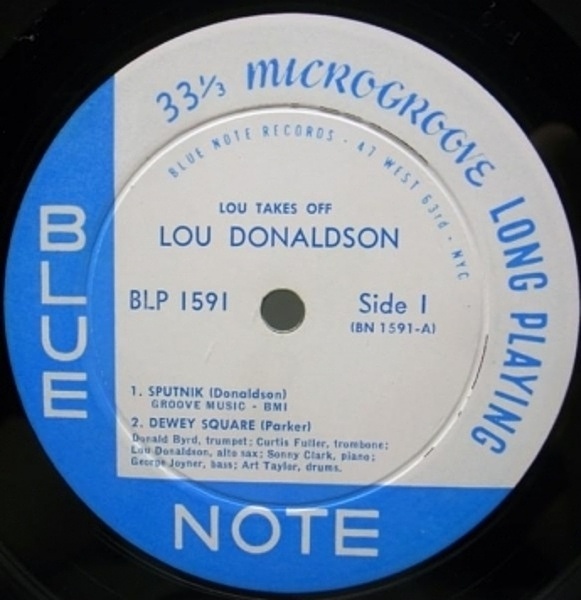 33⅓ MICROGROOVE LONG PLAYING
BLUE NOTE RECORDS · 47 WEST 63rd · NYC
LOU TAKES OFF
LOU DONALDSON
BLP 1591
Side 1
(BN 1591-A)
1. SPUTNIK (Donaldson)
GROOVE MUSIC - BMI
2. DEWEY SQUARE (Parker)
Donald Byrd, trumpet; Curtis Fuller, trombone;
Lou Donaldson, alto sax; Sonny Clark, piano;
George Joyner, bass; Art Taylor, drums.
BLUE
NOTE